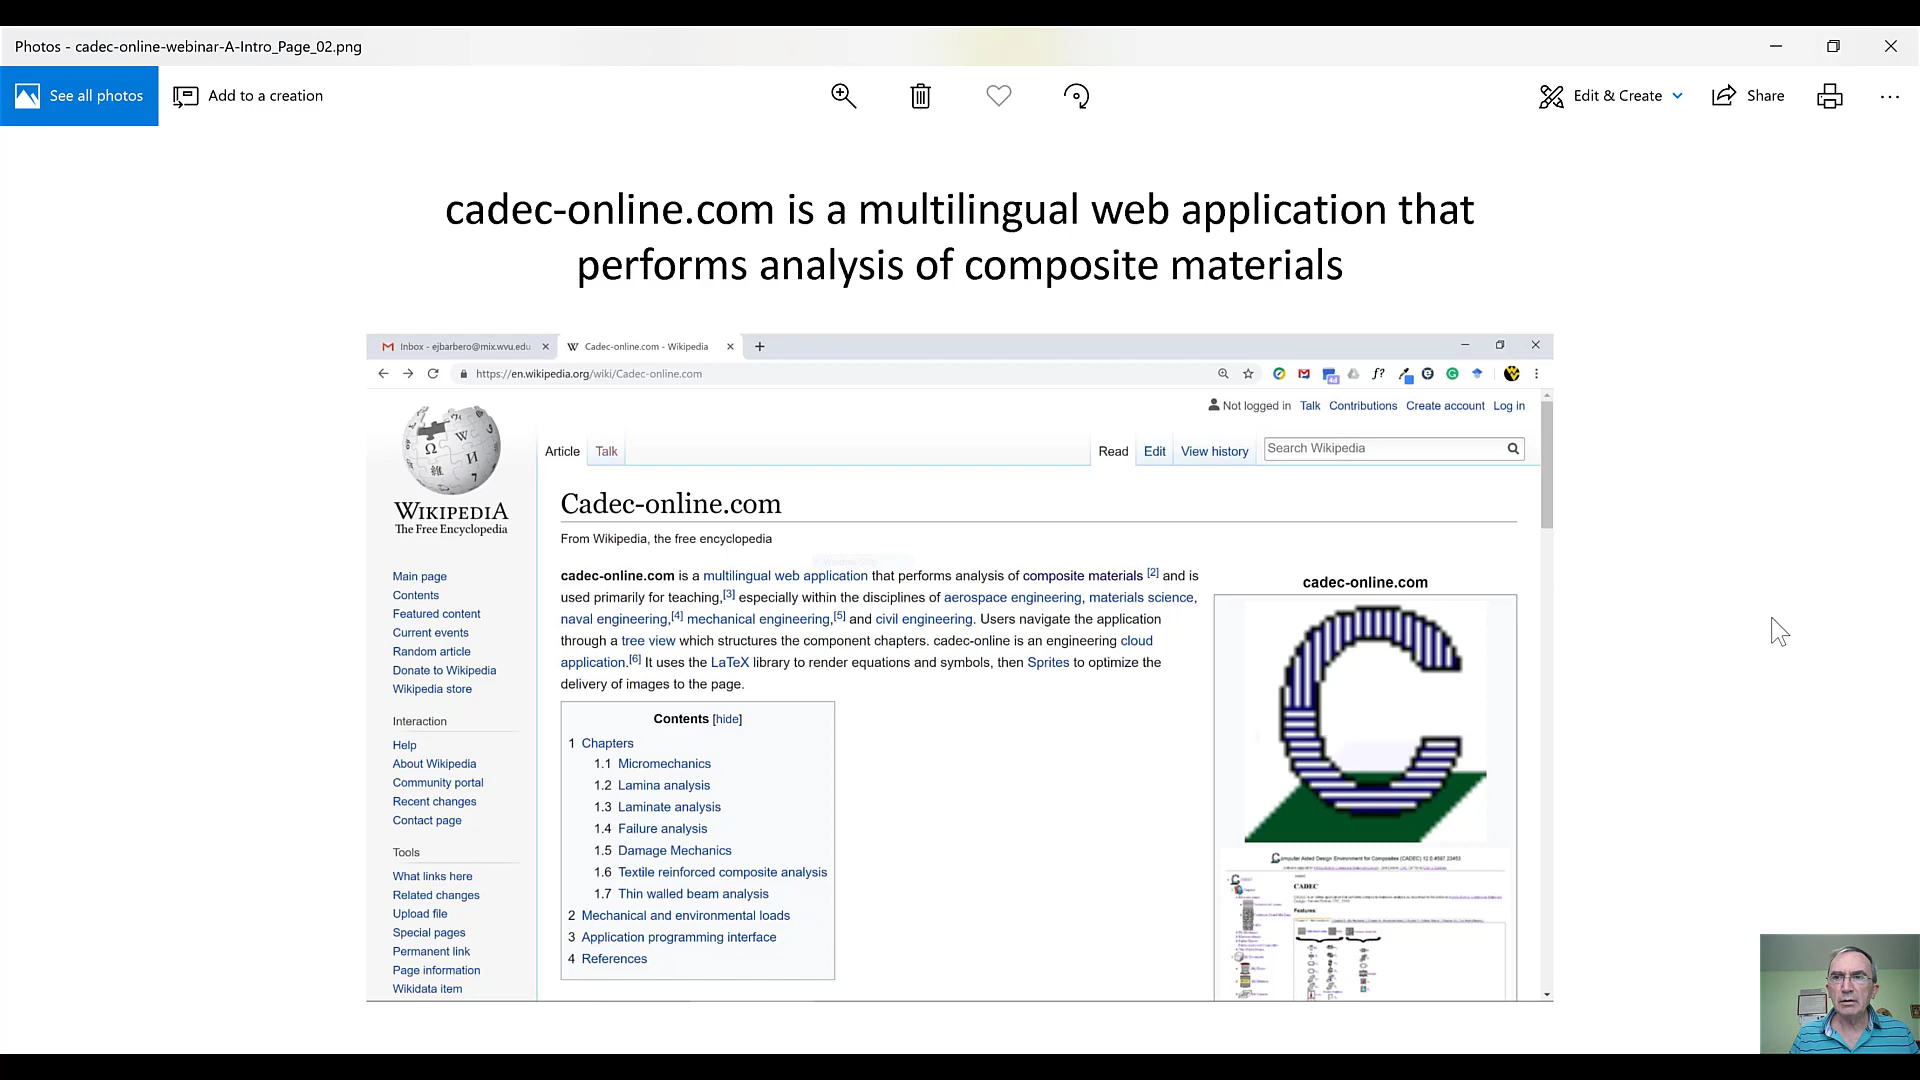 Photos - cadec-online-webinar-A-Intro_Page_02.png
See all photos
Add to a creation
Edit & Create
Share
cadec-online.com is a multilingual web application that
performs analysis of composite materials
Inbox - ejbarbero@mix.wvu.edu
Cadec-online.com - Wikipedia
https://en.wikipedia.org/wiki/Cadec-online.com
Not logged in Talk Contributions Create account Log in
Article Talk Read Edit View history Search Wikipedia
WIKIPEDIA
The Free Encyclopedia
Main page
Contents
Featured content
Current events
Random article
Donate to Wikipedia
Wikipedia store
Interaction
Help
About Wikipedia
Community portal
Recent changes
Contact page
Tools
What links here
Related changes
Upload file
Special pages
Permanent link
Page information
Wikidata item
Cadec-online.com
From Wikipedia, the free encyclopedia
cadec-online.com is a multilingual web application that performs analysis of composite materials [2] and is
used primarily for teaching,[3] especially within the disciplines of aerospace engineering, materials science,
naval engineering,[4] mechanical engineering,[5] and civil engineering. Users navigate the application
through a tree view which structures the component chapters. cadec-online is an engineering cloud
application.[6] It uses the LaTeX library to render equations and symbols, then Sprites to optimize the
delivery of images to the page.
Contents [hide]
1 Chapters
1.1 Micromechanics
1.2 Lamina analysis
1.3 Laminate analysis
1.4 Failure analysis
1.5 Damage Mechanics
1.6 Textile reinforced composite analysis
1.7 Thin walled beam analysis
2 Mechanical and environmental loads
3 Application programming interface
4 References
cadec-online.com
Computer Aided Design Environment for Composites (CADEC)
CADEC
Features: